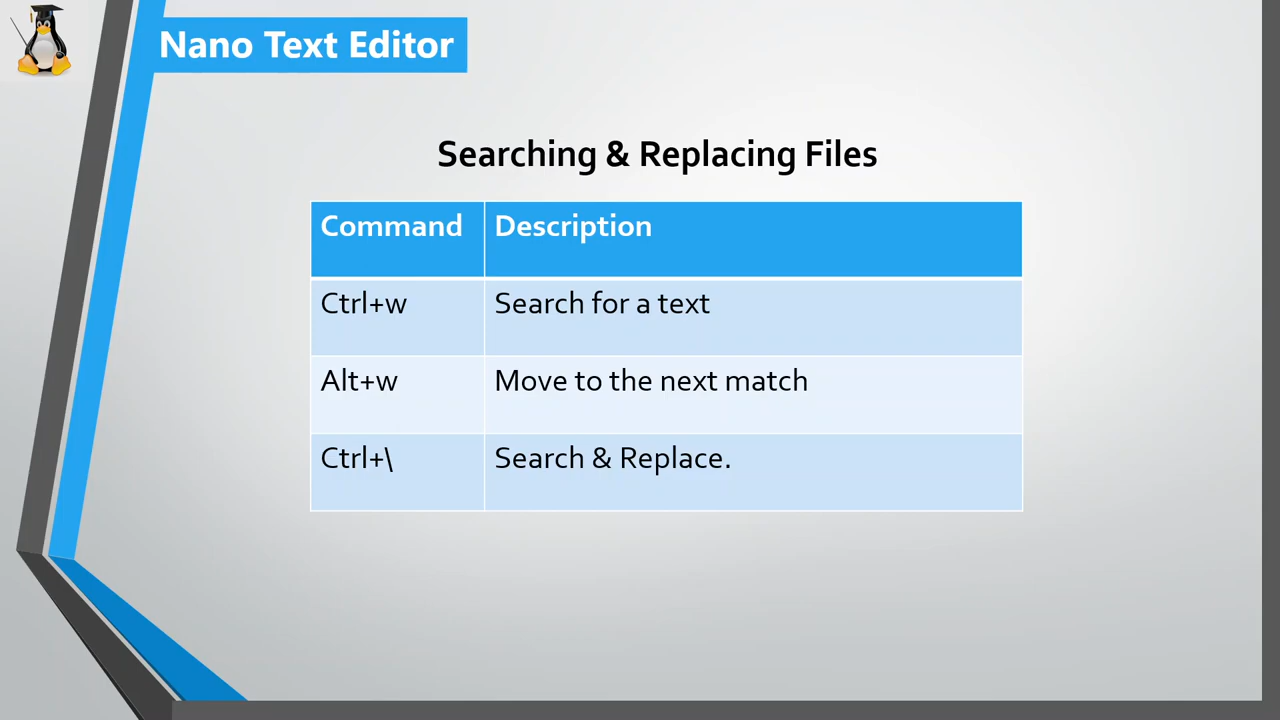 Nano Text Editor
Searching & Replacing Files
Command Description
Ctrl+w Search for a text
Alt+w Move to the next match
Ctrl+\ Search & Replace.